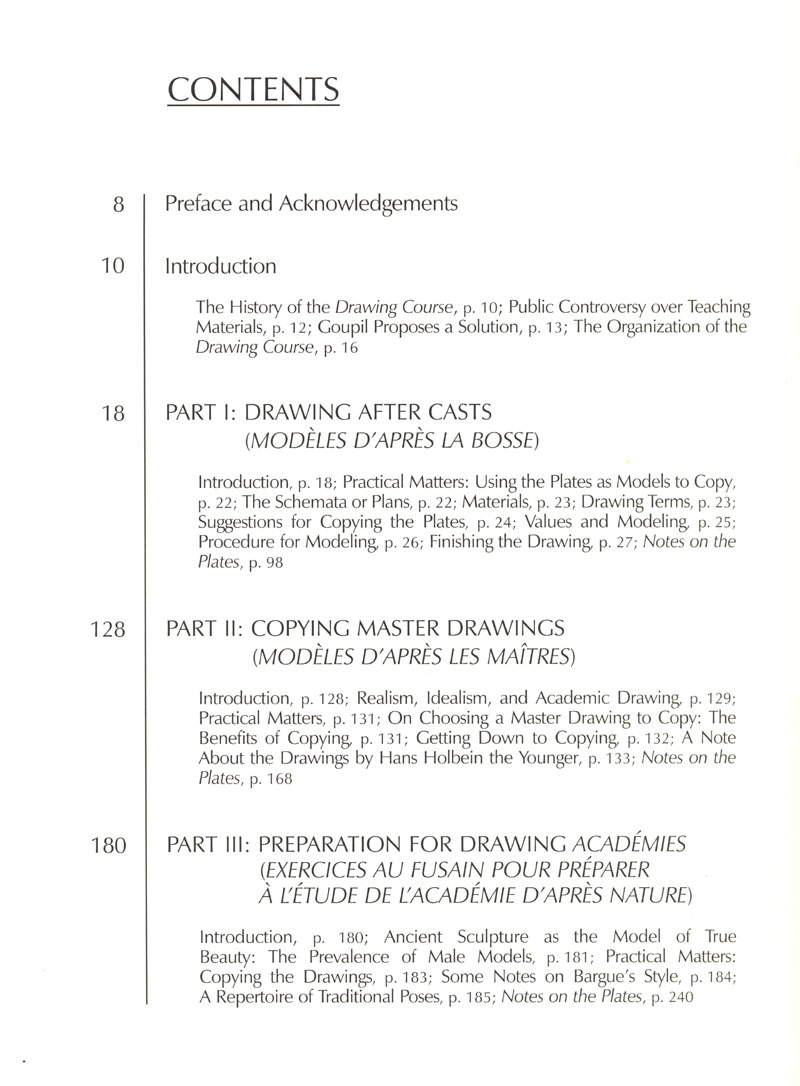 CONTENTS
8 Preface and Acknowledgements
10 Introduction
The History of the Drawing Course, p. 10; Public Controversy over Teaching
Materials, p. 12; Goupil Proposes a Solution, p. 13; The Organization of the
Drawing Course, p. 16
18 PART I: DRAWING AFTER CASTS
(MODÈLES D'APRÈS LA BOSSE)
Introduction, p. 18; Practical Matters: Using the Plates as Models to Copy,
p. 22; The Schemata or Plans, p. 22; Materials, p. 23; Drawing Terms, p. 23;
Suggestions for Copying the Plates, p. 24; Values and Modeling, p. 25;
Procedure for Modeling, p. 26; Finishing the Drawing, p. 27; Notes on the
Plates, p. 98
128 PART II: COPYING MASTER DRAWINGS
(MODÈLES D'APRÈS LES MAÎTRES)
Introduction, p. 128; Realism, Idealism, and Academic Drawing, p. 129;
Practical Matters, p. 131; On Choosing a Master Drawing to Copy: The
Benefits of Copying, p. 131; Getting Down to Copying, p. 132; A Note
About the Drawings by Hans Holbein the Younger, p. 133; Notes on the
Plates, p. 168
180 PART III: PREPARATION FOR DRAWING ACADÉMIES
(EXERCICES AU FUSAIN POUR PRÉPARER
À L'ÉTUDE DE L'ACADÉMIE D'APRÈS NATURE)
Introduction, p. 180; Ancient Sculpture as the Model of True
Beauty: The Prevalence of Male Models, p. 181; Practical Matters:
Copying the Drawings, p. 183; Some Notes on Bargue's Style, p. 184;
A Repertoire of Traditional Poses, p. 185; Notes on the Plates, p. 240